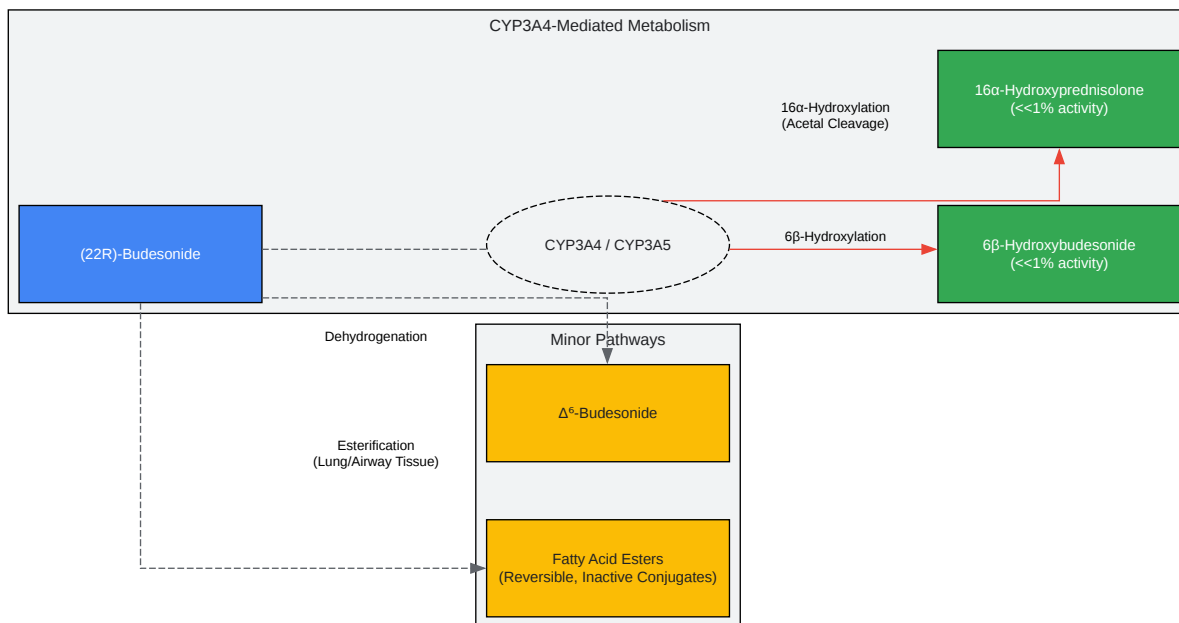 CYP3A4-Mediated Metabolism
16α-Hydroxyprednisolone
(<<1% activity)
16α-Hydroxylation
(Acetal Cleavage)
(22R)-Budesonide
CYP3A4 / CYP3A5
6β-Hydroxylation
6β-Hydroxybudesonide
(<<1% activity)
Dehydrogenation
Minor Pathways
Δ⁶-Budesonide
Esterification
(Lung/Airway Tissue)
Fatty Acid Esters
(Reversible, Inactive Conjugates)